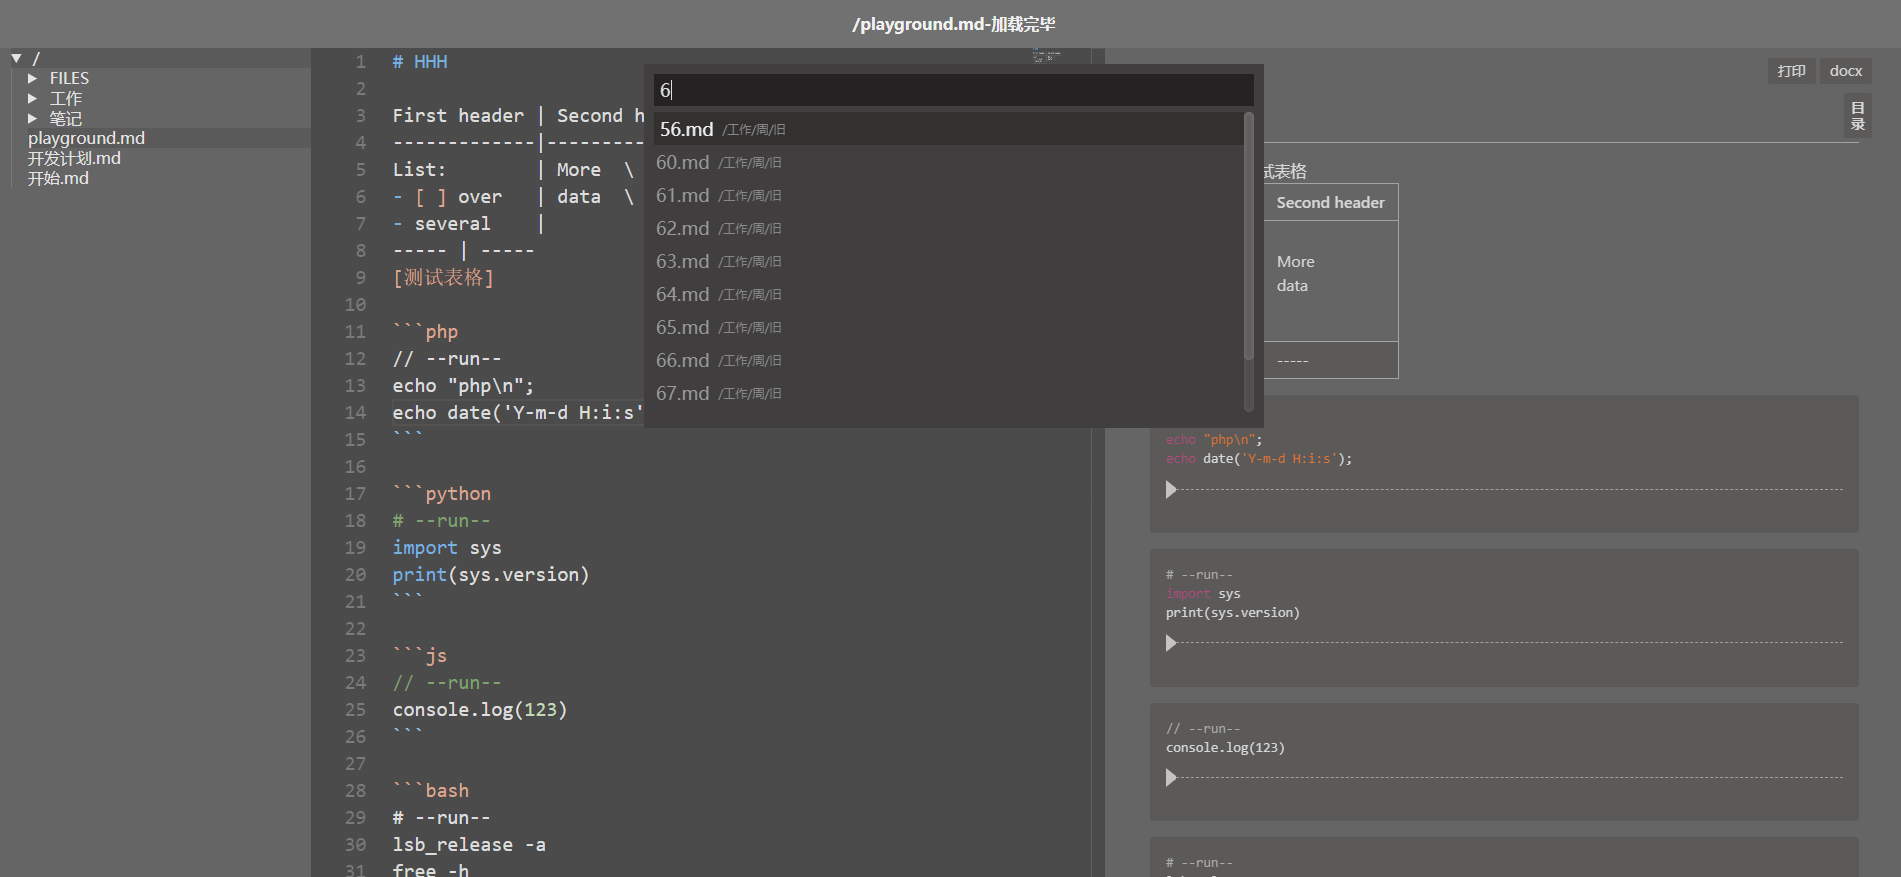 /playground.md-加载完毕
▼ /
▶ FILES
▶ 工作
▶ 笔记
playground.md
开发计划.md
开始.md
1 # HHH
2
3 First header | Second h
4 -------------|---------
5 List:         | More  \
6 - [ ] over   | data  \
7 - several    |
8 ----- | -----
9 [测试表格]
10
11 ```php
12 // --run--
13 echo "php\n";
14 echo date('Y-m-d H:i:s'
15 ```
16
17 ```python
18 # --run--
19 import sys
20 print(sys.version)
21 ```
22
23 ```js
24 // --run--
25 console.log(123)
26 ```
27
28 ```bash
29 # --run--
30 lsb_release -a
31 free -h
6
56.md /工作/周/旧
60.md /工作/周/旧
61.md /工作/周/旧
62.md /工作/周/旧
63.md /工作/周/旧
64.md /工作/周/旧
65.md /工作/周/旧
66.md /工作/周/旧
67.md /工作/周/旧
打印 docx
目录
试表格
Second header
More
data
-----
echo "php\n";
echo date('Y-m-d H:i:s');
# --run--
import sys
print(sys.version)
// --run--
console.log(123)
# --run--